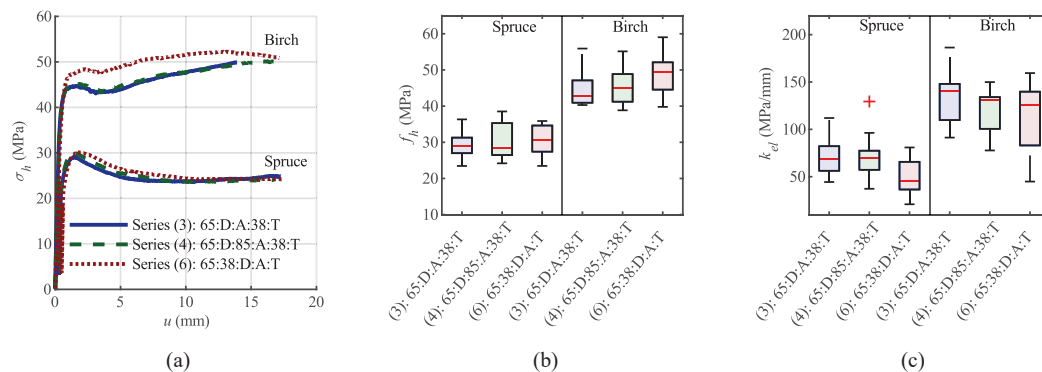 60
50
40
30
20
10
0
σh (MPa)
Birch
Spruce
Series (3): 65:D:A:38:T
Series (4): 65:D:85:A:38:T
Series (6): 65:38:D:A:T
0 5 10 15 20
u (mm)
(a)
60
50
40
30
20
10
fh (MPa)
Spruce Birch
(3): 65:D:A:38:T
(4): 65:D:85:A:38:T
(6): 65:38:D:A:T
(3): 65:D:A:38:T
(4): 65:D:85:A:38:T
(6): 65:38:D:A:T
(b)
200
150
100
50
kel (MPa/mm)
Spruce Birch
(3): 65:D:A:38:T
(4): 65:D:85:A:38:T
(6): 65:38:D:A:T
(3): 65:D:A:38:T
(4): 65:D:85:A:38:T
(6): 65:38:D:A:T
(c)